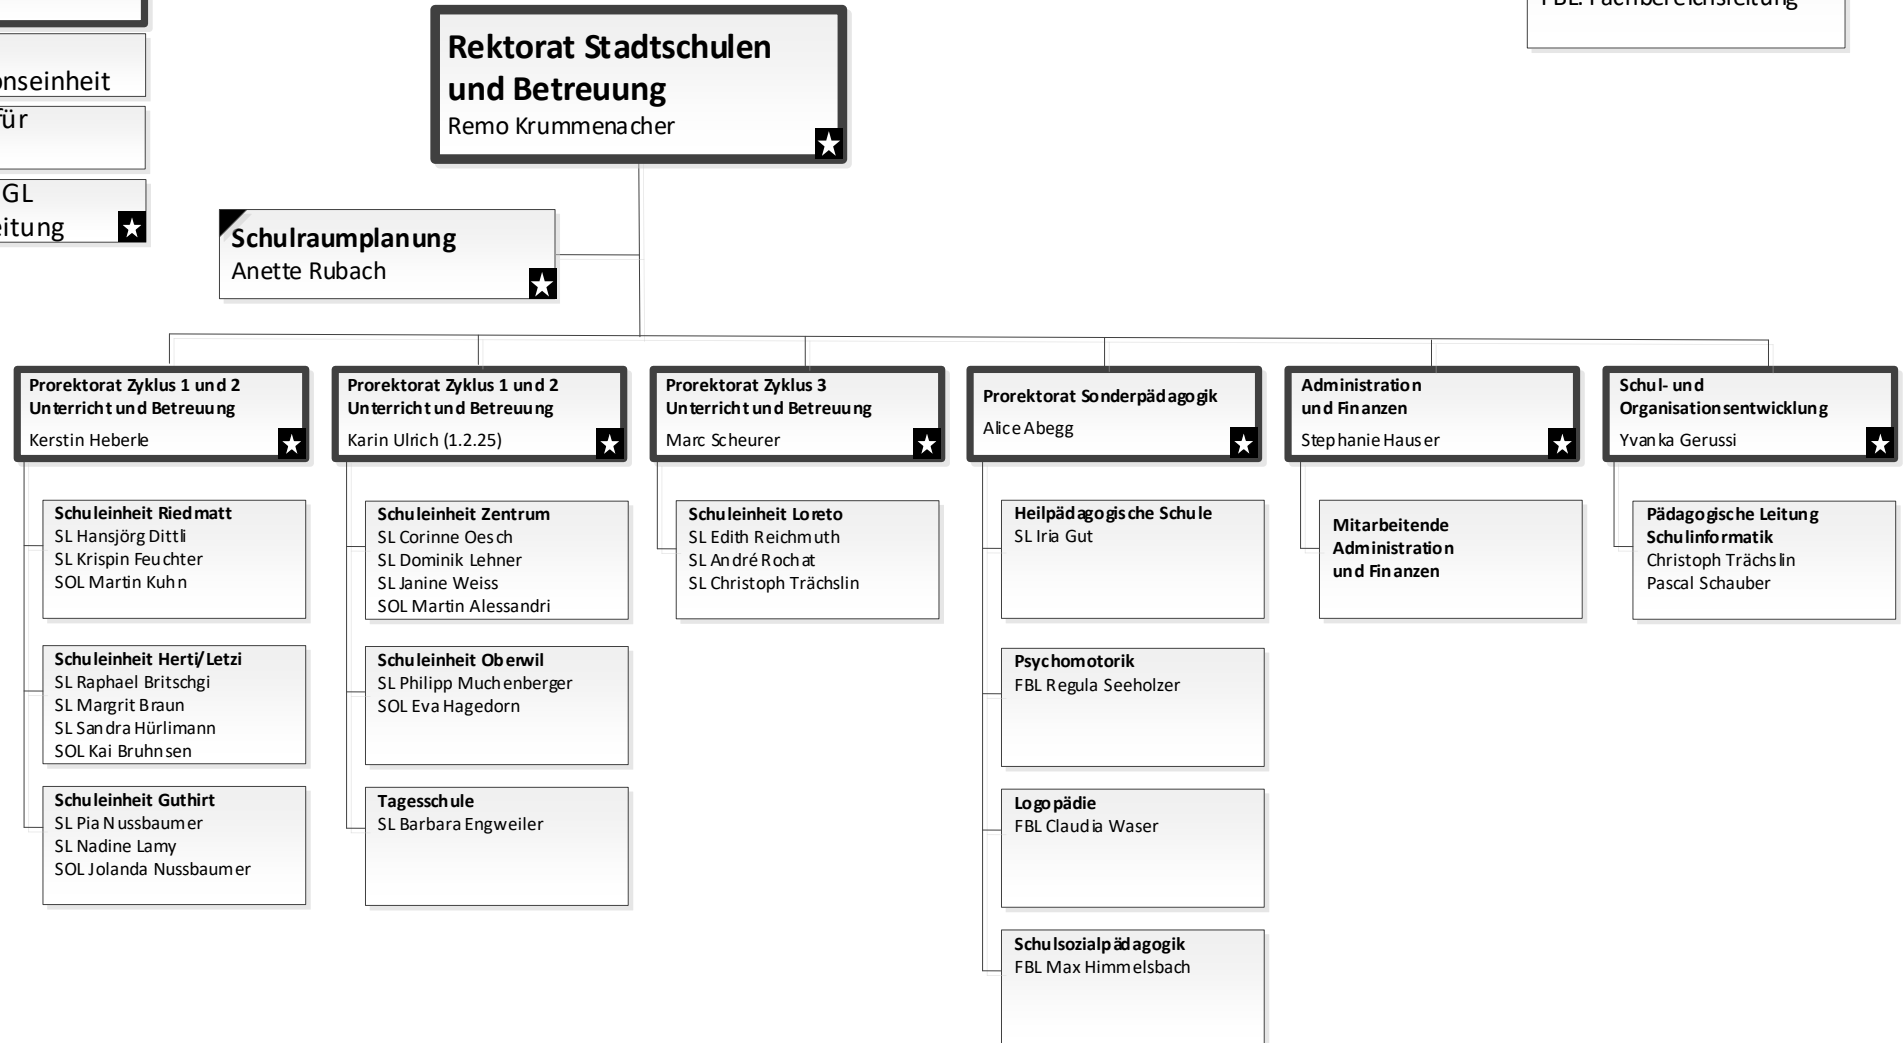 FBL: Fachbereichsleitung
Rektorat Stadtschulen
und Betreuung
Remo Krummenacher
für
GL
Schulraumplanung
Anette Rubach
Prorektorat Zyklus 1 und 2
Unterricht und Betreuung
Kerstin Heberle
Prorektorat Zyklus 1 und 2
Unterricht und Betreuung
Karin Ulrich (1.2.25)
Prorektorat Zyklus 3
Unterricht und Betreuung
Marc Scheurer
Prorektorat Sonderpädagogik
Alice Abegg
Administration
und Finanzen
Stephanie Hauser
Schul- und
Organisationsentwicklung
Yvanka Gerussi
Schuleinheit Riedmatt
SL Hansjörg Dittli
SL Krispin Feuchter
SOL Martin Kuhn
Schuleinheit Herti/Letzi
SL Raphael Britschgi
SL Margrit Braun
SL Sandra Hürlimann
SOL Kai Bruhnsen
Schuleinheit Guthirt
SL Pia Nussbaumer
SL Nadine Lamy
SOL Jolanda Nussbaumer
Schuleinheit Zentrum
SL Corinne Oesch
SL Dominik Lehner
SL Janine Weiss
SOL Martin Alessandri
Schuleinheit Oberwil
SL Philipp Muchenberger
SOL Eva Hagedorn
Tagesschule
SL Barbara Engweiler
Schuleinheit Loreto
SL Edith Reichmuth
SL André Rochat
SL Christoph Trächslin
Heilpädagogische Schule
SL Iria Gut
Psychomotorik
FBL Regula Seeholzer
Logopädie
FBL Claudia Waser
Schulsozialpädagogik
FBL Max Himmelsbach
Mitarbeitende
Administration
und Finanzen
Pädagogische Leitung
Schulinformatik
Christoph Trächslin
Pascal Schauber